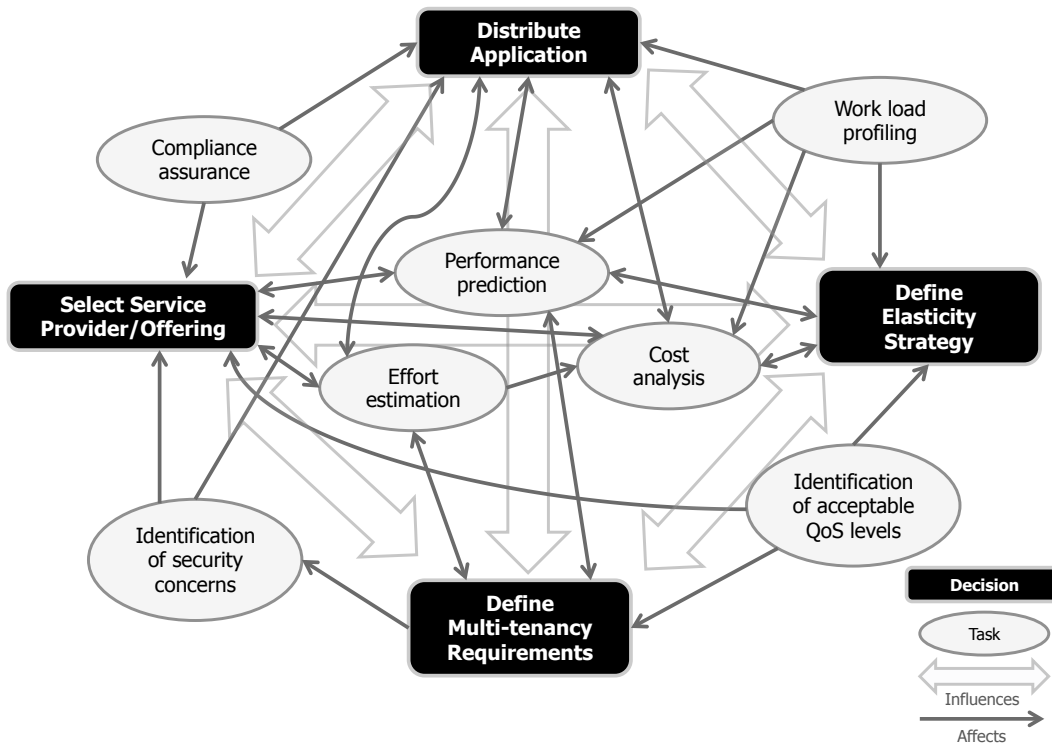 Distribute
Application
Work load
profiling
Compliance
assurance
Performance
prediction
Select Service
Provider/Offering
Define
Elasticity
Strategy
Cost
analysis
Effort
estimation
Identification
of acceptable
QoS levels
Identification
of security
concerns
Define
Multi-tenancy
Requirements
Decision
Task
Influences
Affects